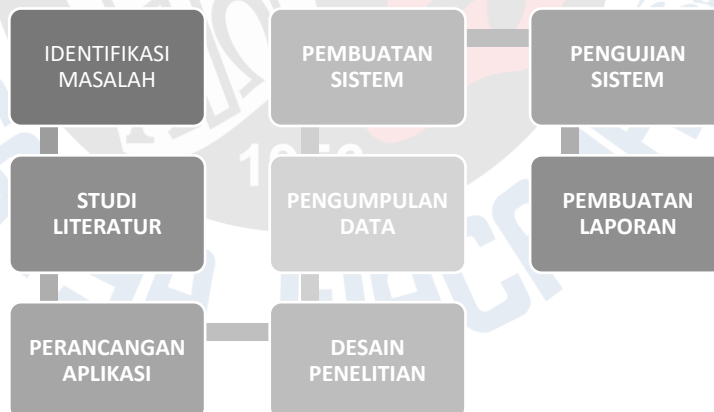 IDENTIFIKASI
MASALAH
STUDI
LITERATUR
PERANCANGAN
APLIKASI
DESAIN
PENELITIAN
PENGUMPULAN
DATA
PEMBUATAN
SISTEM
PENGUJIAN
SISTEM
PEMBUATAN
LAPORAN